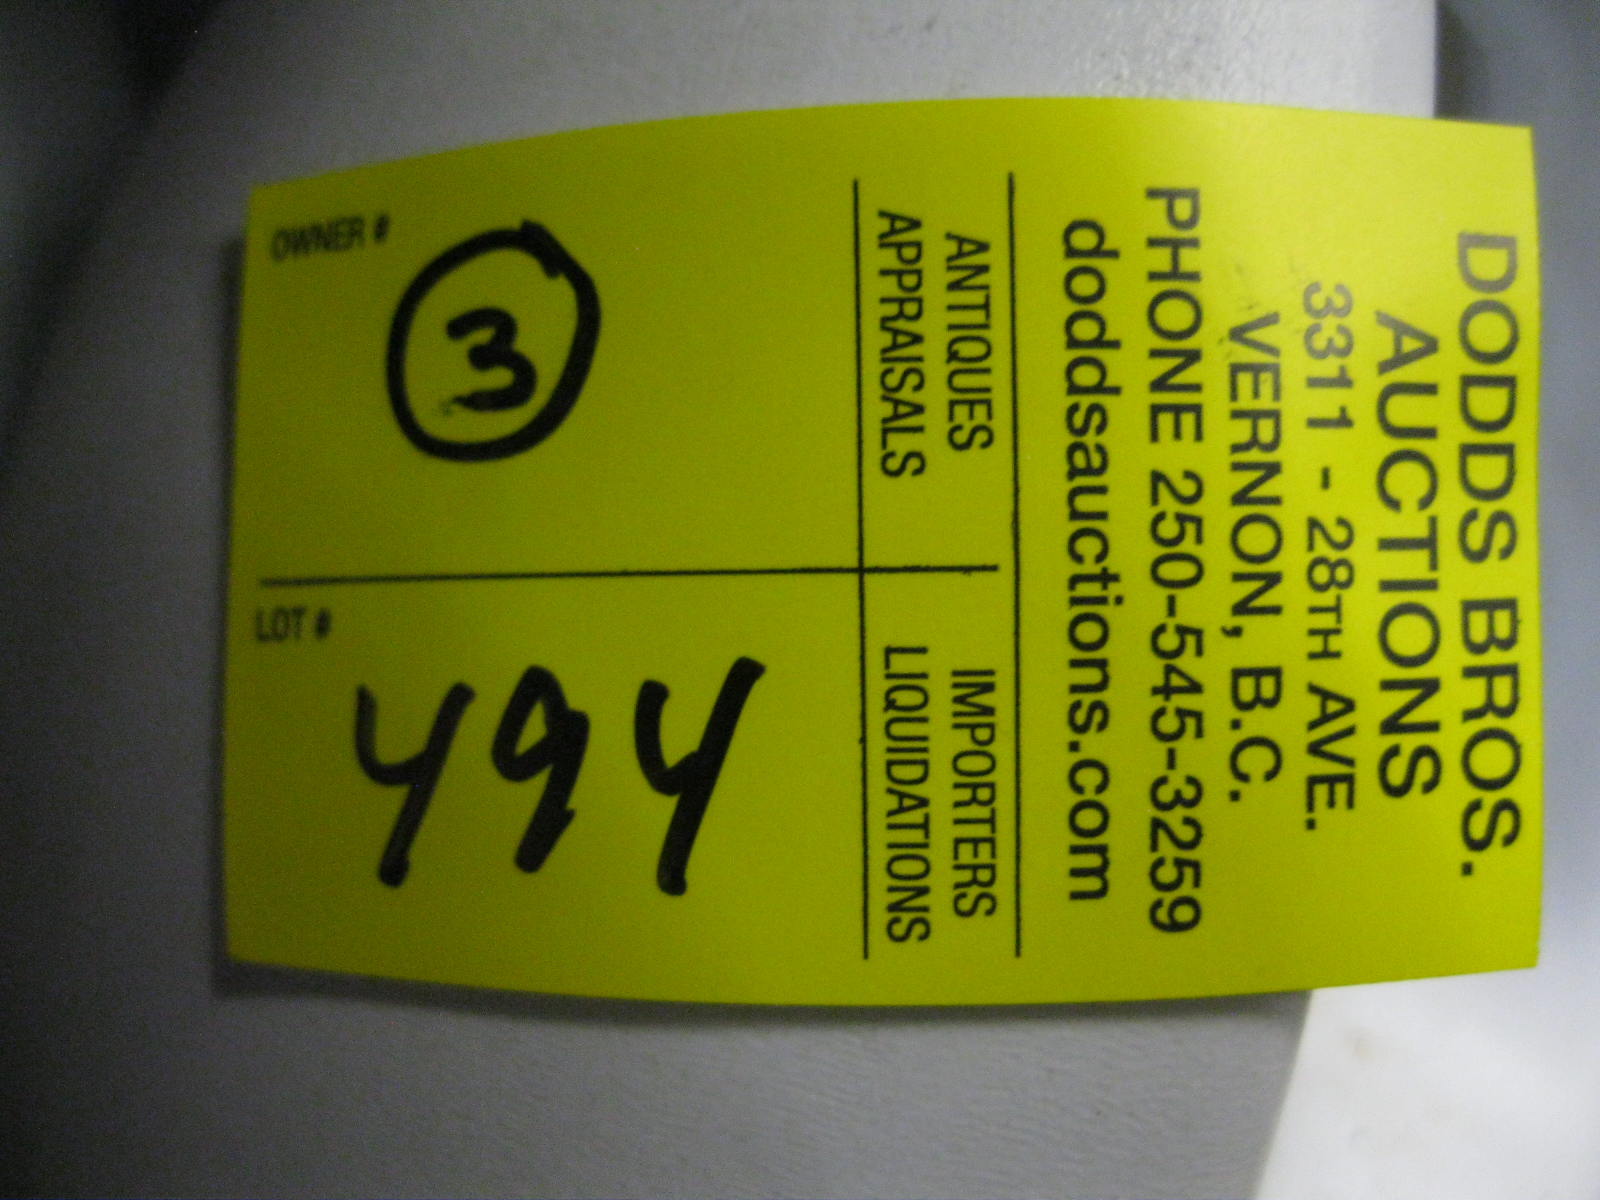 DODDS BROS.
AUCTIONS
3311 - 28TH AVE.
VERNON, B.C.
PHONE 250-545-3259
doddsauctions.com
ANTIQUES
APPRAISALS
IMPORTERS
LIQUIDATIONS
OWNER #
3
LOT #
494